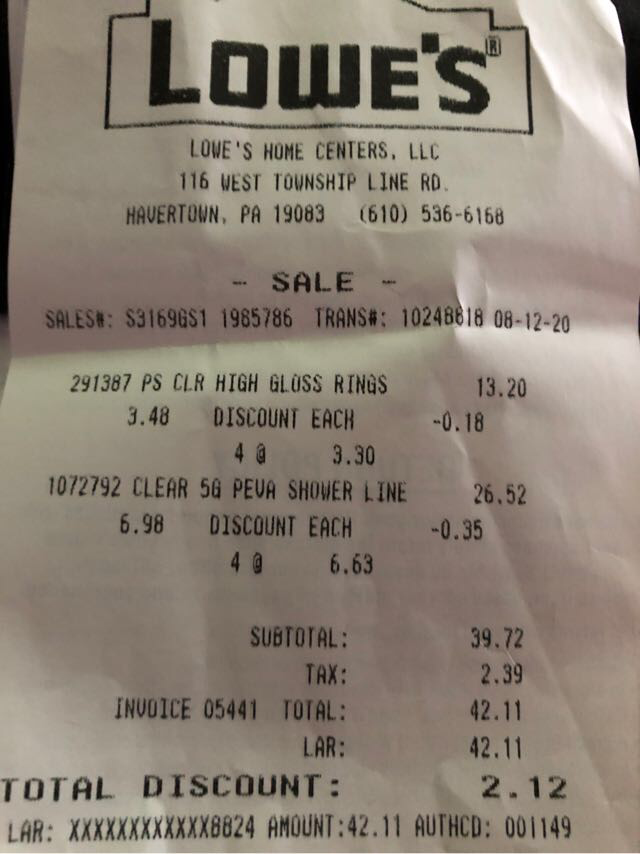 LOWE'S®
LOWE'S HOME CENTERS, LLC
116 WEST TOWNSHIP LINE RD.
HAVERTOWN, PA 19083 (610) 536-6168
- SALE -
SALES#: S3169GS1 1985786 TRANS#: 10248618 08-12-20
291387 PS CLR HIGH GLOSS RINGS 13.20
3.48 DISCOUNT EACH -0.18
4 @ 3.30
1072792 CLEAR 5G PEVA SHOWER LINE 26.52
6.98 DISCOUNT EACH -0.35
4 @ 6.63
SUBTOTAL: 39.72
TAX: 2.39
INVOICE 05441 TOTAL: 42.11
LAR: 42.11
TOTAL DISCOUNT: 2.12
LAR: XXXXXXXXXXXX8824 AMOUNT:42.11 AUTHCD: 001149